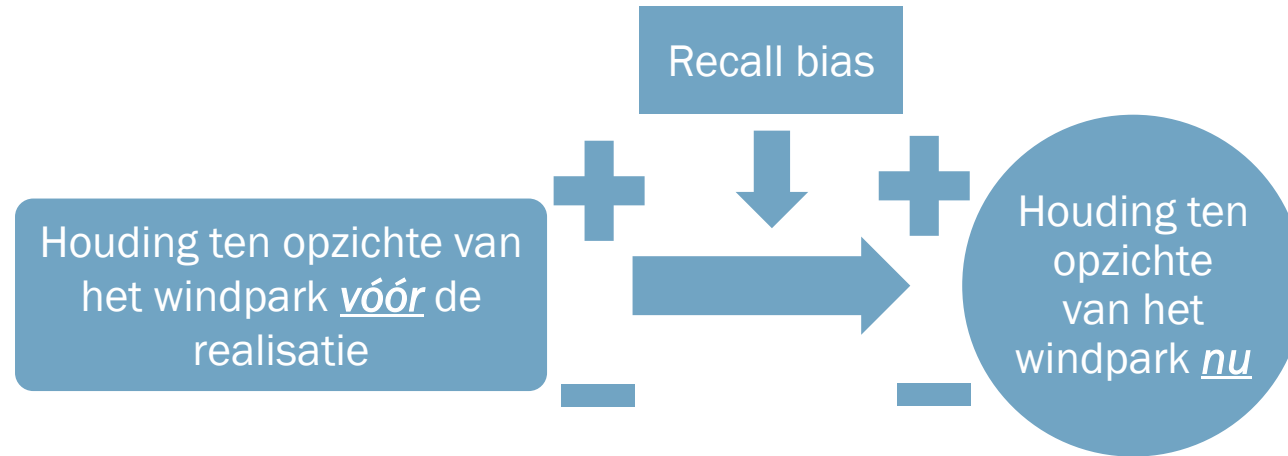 Recall bias
Houding ten opzichte van
het windpark vóór de
realisatie
Houding ten
opzichte
van het
windpark nu